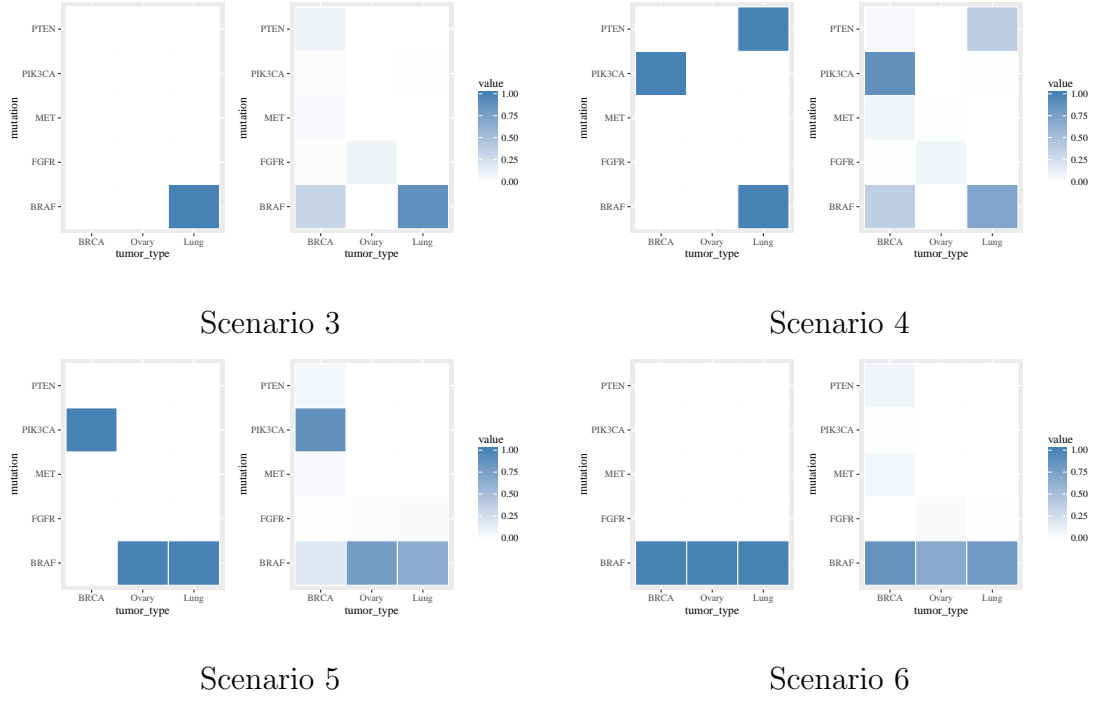 PTEN
PIK3CA
MET
FGFR
BRAF
mutation
BRCA Ovary Lung
tumor_type
PTEN
PIK3CA
MET
FGFR
BRAF
mutation
BRCA Ovary Lung
tumor_type
value
1.00
0.75
0.50
0.25
0.00
Scenario 3
PTEN
PIK3CA
MET
FGFR
BRAF
mutation
BRCA Ovary Lung
tumor_type
PTEN
PIK3CA
MET
FGFR
BRAF
mutation
BRCA Ovary Lung
tumor_type
value
1.00
0.75
0.50
0.25
0.00
Scenario 4
PTEN
PIK3CA
MET
FGFR
BRAF
mutation
BRCA Ovary Lung
tumor_type
PTEN
PIK3CA
MET
FGFR
BRAF
mutation
BRCA Ovary Lung
tumor_type
value
1.00
0.75
0.50
0.25
0.00
Scenario 5
PTEN
PIK3CA
MET
FGFR
BRAF
mutation
BRCA Ovary Lung
tumor_type
PTEN
PIK3CA
MET
FGFR
BRAF
mutation
BRCA Ovary Lung
tumor_type
value
1.00
0.75
0.50
0.25
0.00
Scenario 6